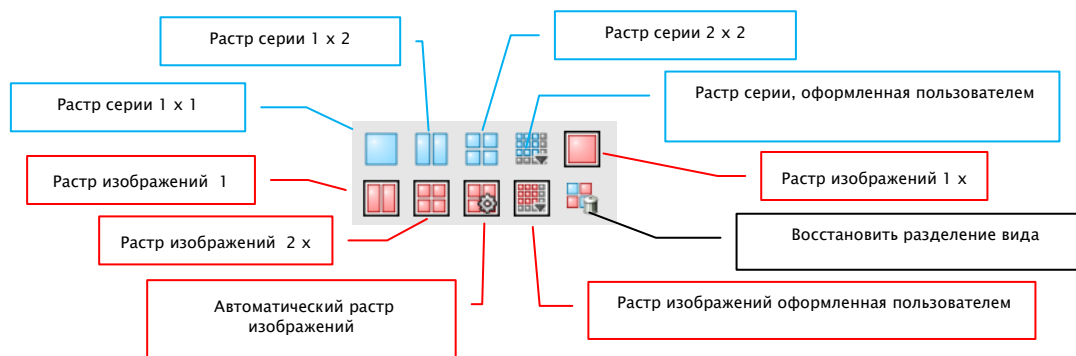 Растр серии 1 x 2
Растр серии 2 x 2
Растр серии 1 x 1
Растр серии, оформленная пользователем
Растр изображений 1
Растр изображений 1 x
Растр изображений 2 x
Восстановить разделение вида
Автоматический растр
изображений
Растр изображений оформленная пользователем